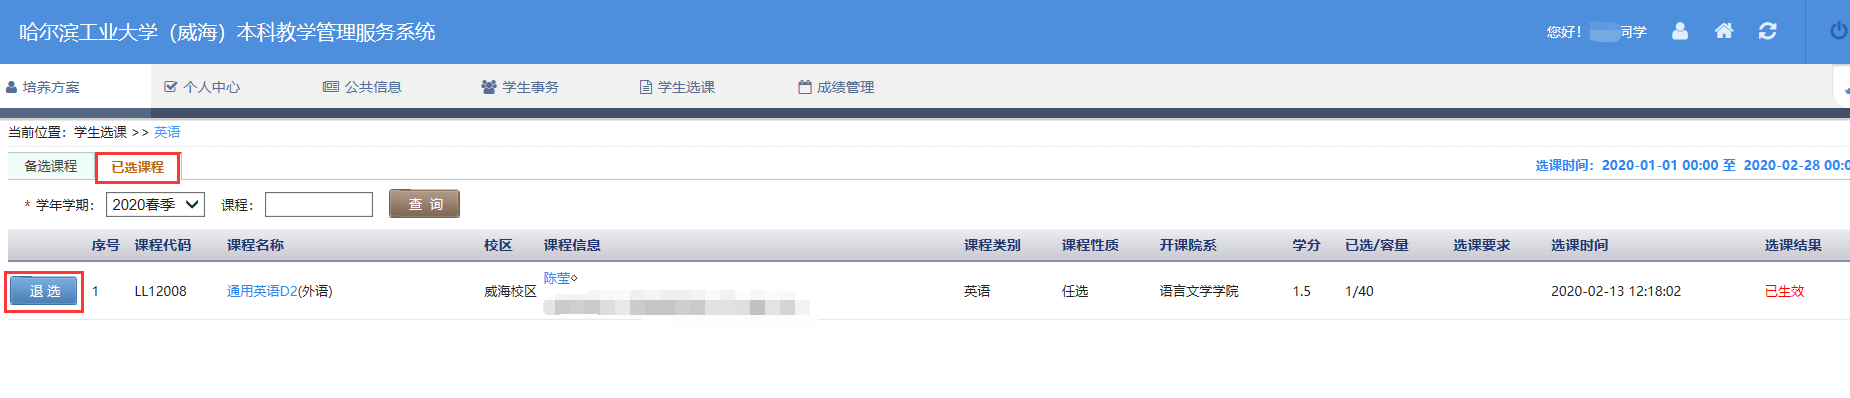 哈尔滨工业大学（威海）本科教学管理服务系统
您好！
同学
培养方案 个人中心 公共信息 学生事务 学生选课 成绩管理
当前位置：学生选课 >> 英语
备选课程 已选课程 选课时间：2020-01-01 00:00 至 2020-02-28 00:0
* 学年学期： 2020春季 课程： 查 询
序号 课程代码 课程名称 校区 课程信息 课程类别 课程性质 开课院系 学分 已选/容量 选课要求 选课时间 选课结果
陈莹◇
退 选 1 LL12008 通用英语D2(外语) 威海校区 英语 任选 语言文学学院 1.5 1/40 2020-02-13 12:18:02 已生效